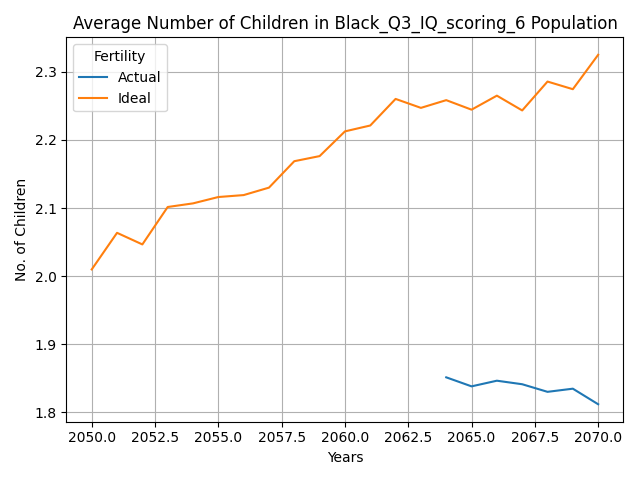 Average Number of Children in Black_Q3_IQ_scoring_6 Population
Fertility
Actual
Ideal
No. of Children
2.3
2.2
2.1
2.0
1.9
1.8
2050.0 2052.5 2055.0 2057.5 2060.0 2062.5 2065.0 2067.5 2070.0
Years